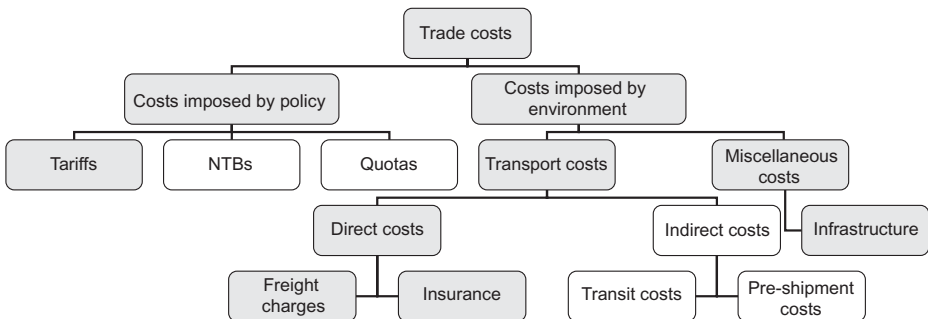 Trade costs
Costs imposed by policy
Costs imposed by
environment
Tariffs
NTBs
Quotas
Transport costs
Miscellaneous
costs
Direct costs
Indirect costs
Infrastructure
Freight
charges
Insurance
Transit costs
Pre-shipment
costs